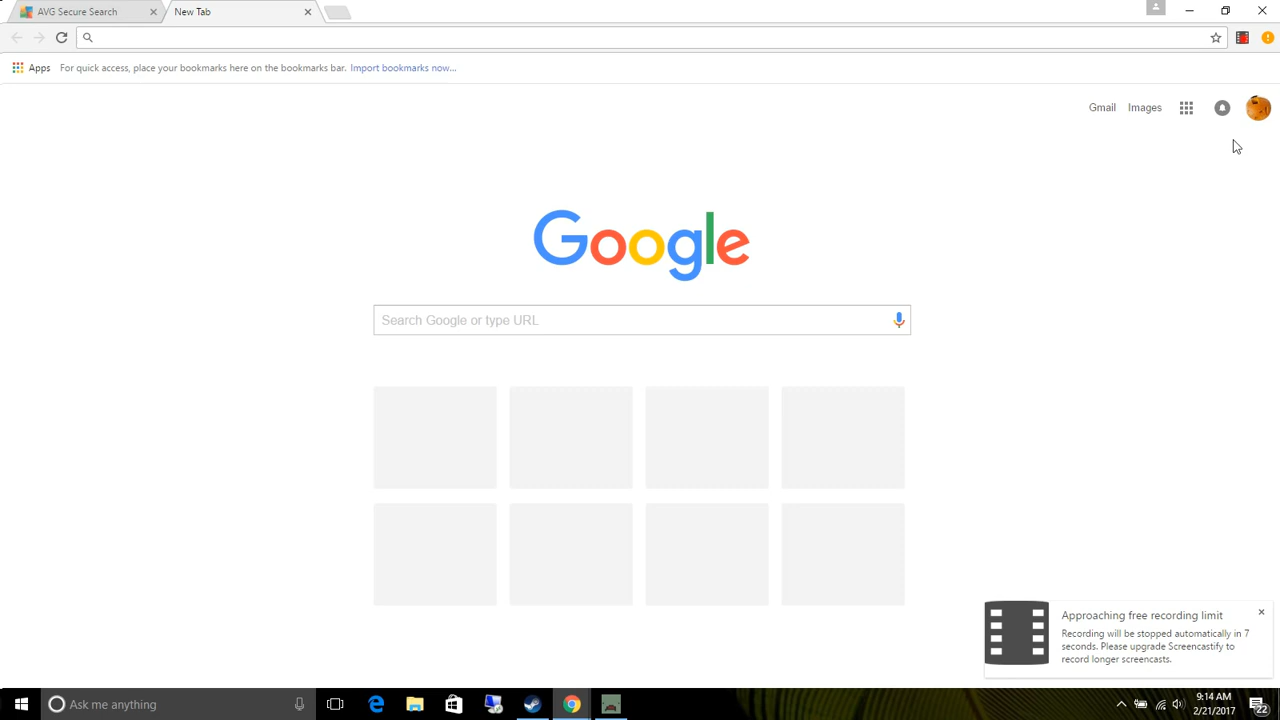 AVG Secure Search
New Tab
Apps For quick access, place your bookmarks here on the bookmarks bar. Import bookmarks now...
Gmail Images
Google
Search Google or type URL
Approaching free recording limit
Recording will be stopped automatically in 7
seconds. Please upgrade Screencastify to
record longer screencasts.
Ask me anything
9:14 AM
2/21/2017
22